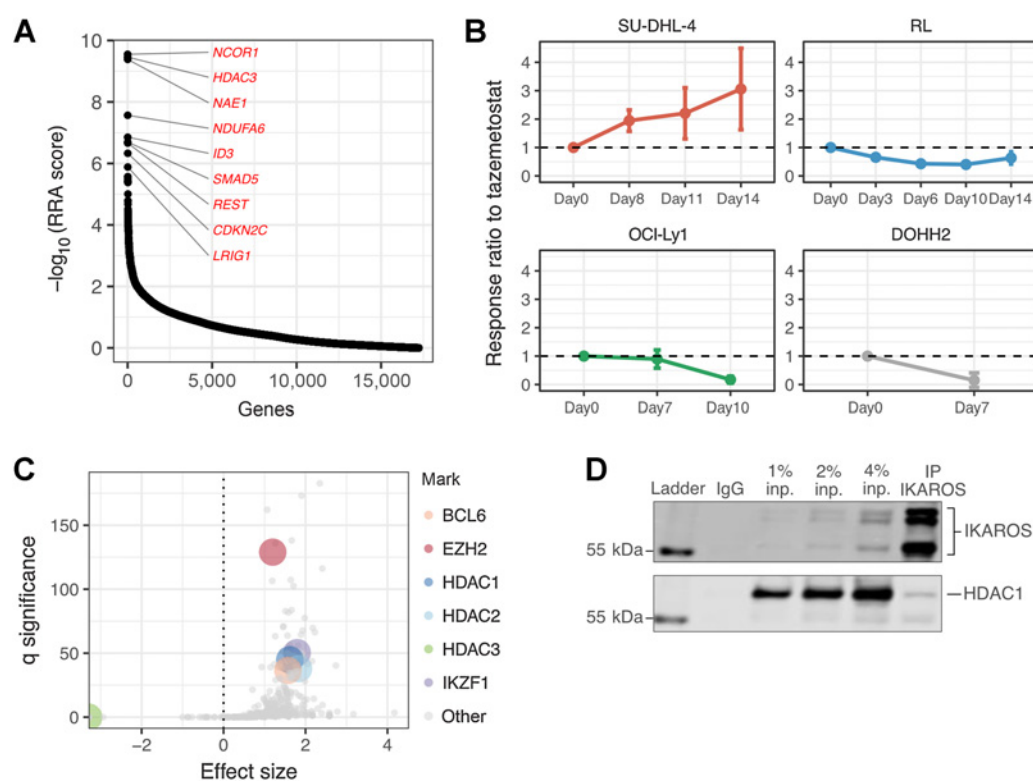 A
10
8
6
4
2
0
−log10 (RRA score)
NCOR1
HDAC3
NAE1
NDUFA6
ID3
SMAD5
REST
CDKN2C
LRIG1
0
5,000
10,000
15,000
Genes
B
Response ratio to tazemetostat
SU-DHL-4
4
3
2
1
0
Day0 Day8 Day11 Day14
RL
4
3
2
1
0
Day0 Day3 Day6 Day10 Day14
OCI-Ly1
4
3
2
1
0
Day0 Day7 Day10
DOHH2
4
3
2
1
0
Day0 Day7
C
q significance
150
100
50
0
−2 0 2 4
Effect size
Mark
BCL6
EZH2
HDAC1
HDAC2
HDAC3
IKZF1
Other
D
1% 2% 4% IP
Ladder IgG inp. inp. inp. IKAROS
55 kDa
IKAROS
HDAC1
55 kDa